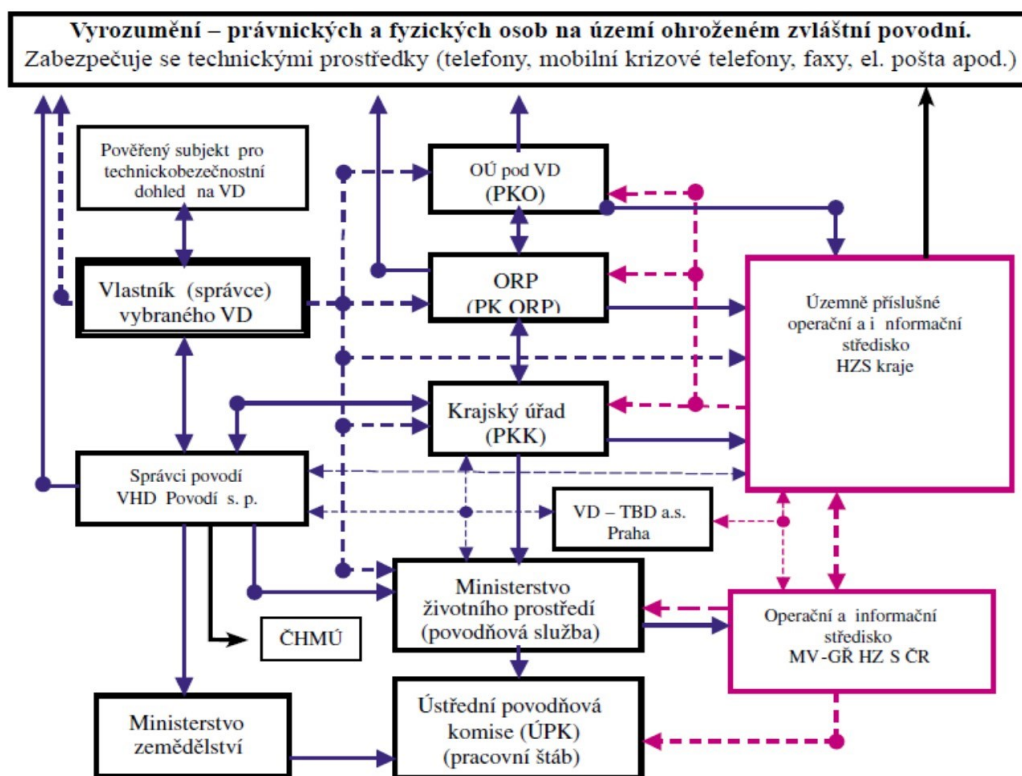 Vyrozumění – právnických a fyzických osob na území ohroženém zvláštní povodní.
Zabezpečuje se technickými prostředky (telefony, mobilní krizové telefony, faxy, el. pošta apod.)
Pověřený subjekt pro
technickobezečnostní
dohled na VD
OÚ pod VD
(PKO)
Vlastník (správce)
vybraného VD
ORP
(PK ORP)
Územně příslušné
operační a i nformační
středisko
HZS kraje
Krajský úřad
(PKK)
Správci povodí
VHD Povodí s. p.
VD – TBD a.s.
Praha
Ministerstvo
životního prostředí
(povodňová služba)
Operační a informační
středisko
MV-GŘ HZ S ČR
ČHMÚ
Ministerstvo
zemědělství
Ústřední povodňová
komise (ÚPK)
(pracovní štáb)